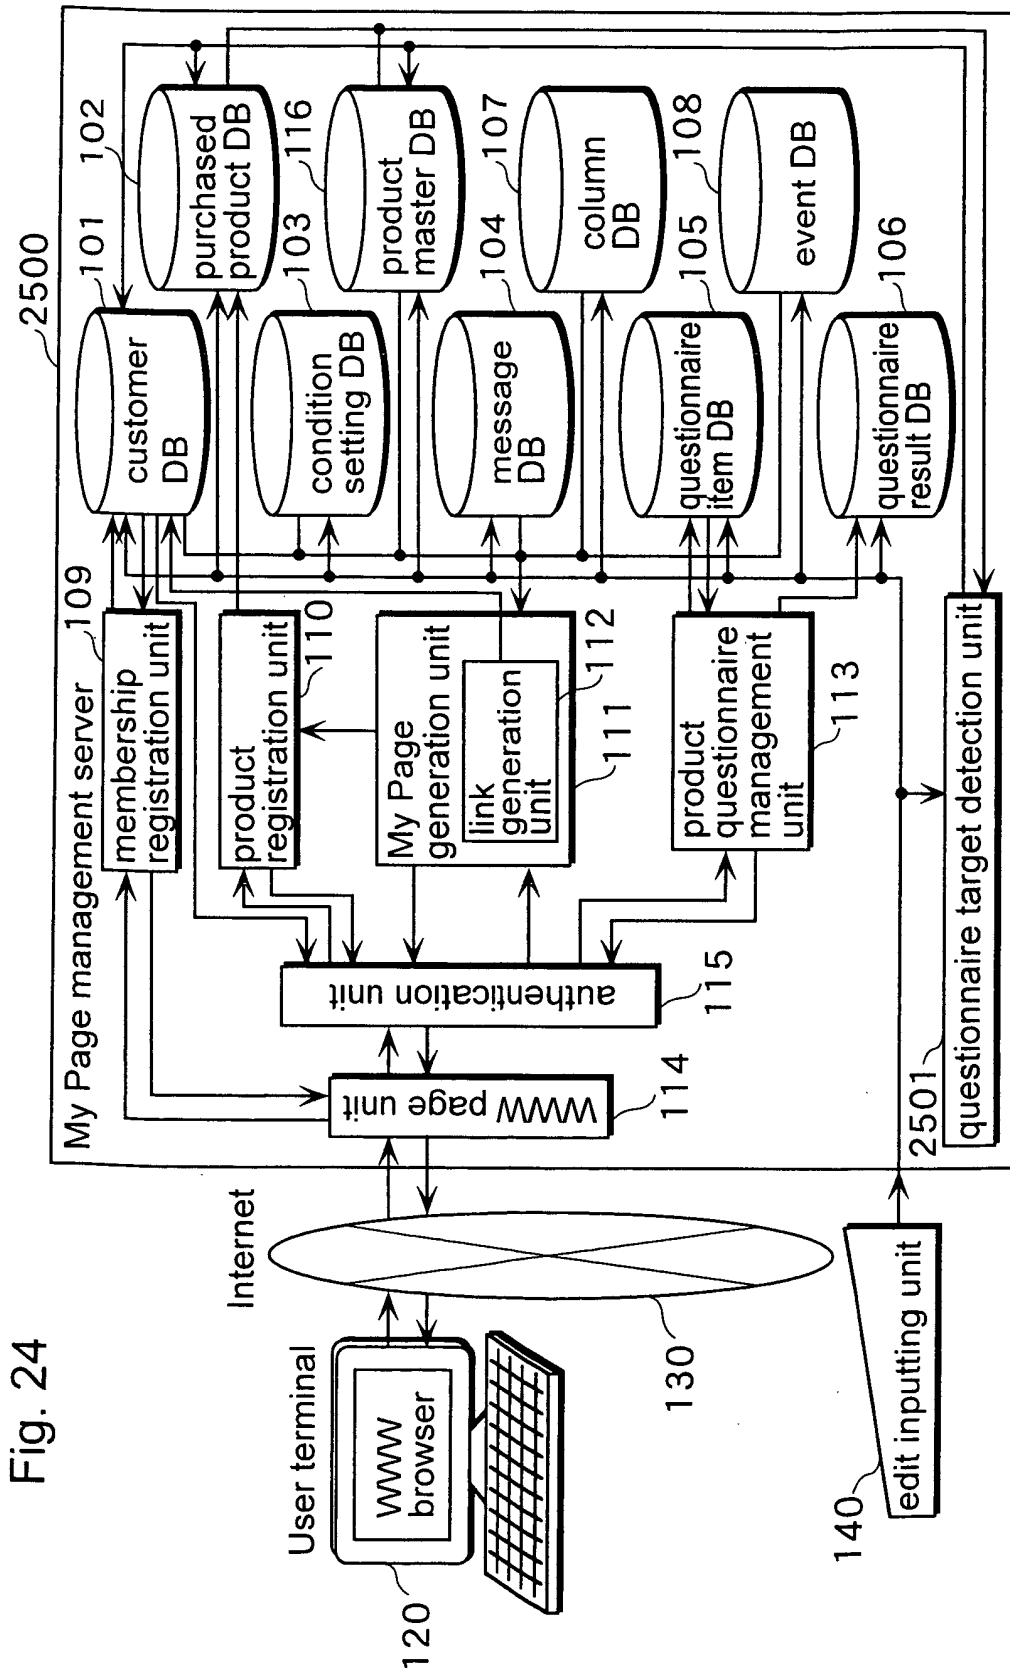 Fig. 24
2500
My Page management server
109
101
102
membership
registration unit
customer
DB
purchased
product DB
103
116
110
product
registration unit
condition
setting DB
product
master DB
104
107
My Page
generation unit
link
generation
unit
112
111
message
DB
column
DB
105
108
product
questionnaire
management
unit
113
questionnaire
item DB
event DB
106
questionnaire
result DB
authentication unit
115
WWW
page unit
114
Internet
130
User terminal
WWW
browser
120
140
edit inputting unit
2501
questionnaire target detection unit